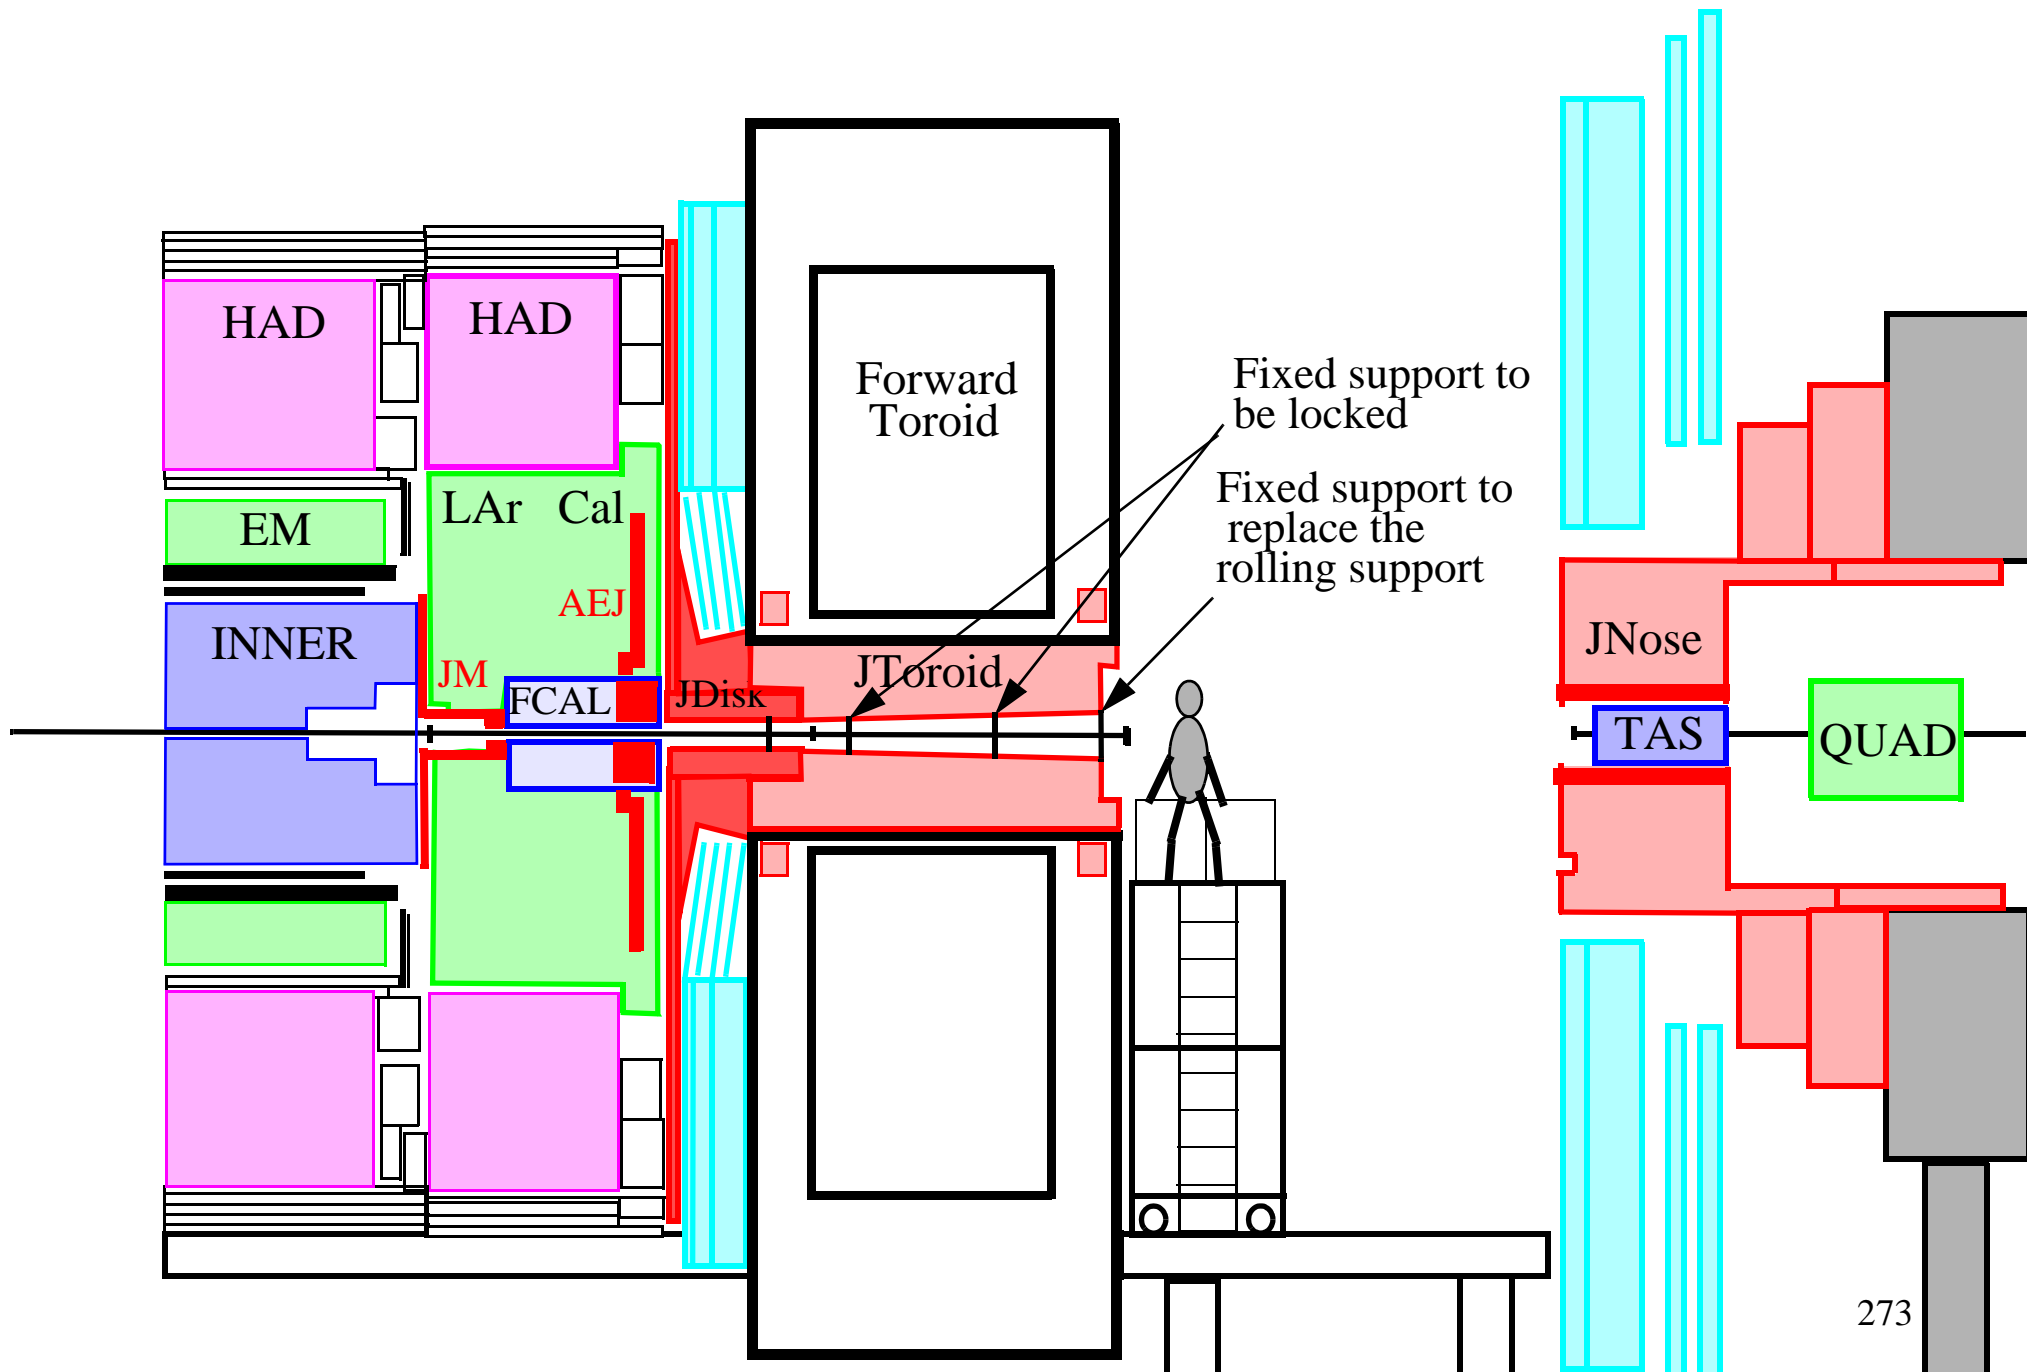 HAD
HAD
Forward
Toroid
Fixed support to
be locked
Fixed support to
replace the
rolling support
LAr Cal
EM
AEJ
INNER
JM
FCAL
JDisk
JToroid
JNose
TAS
QUAD
273